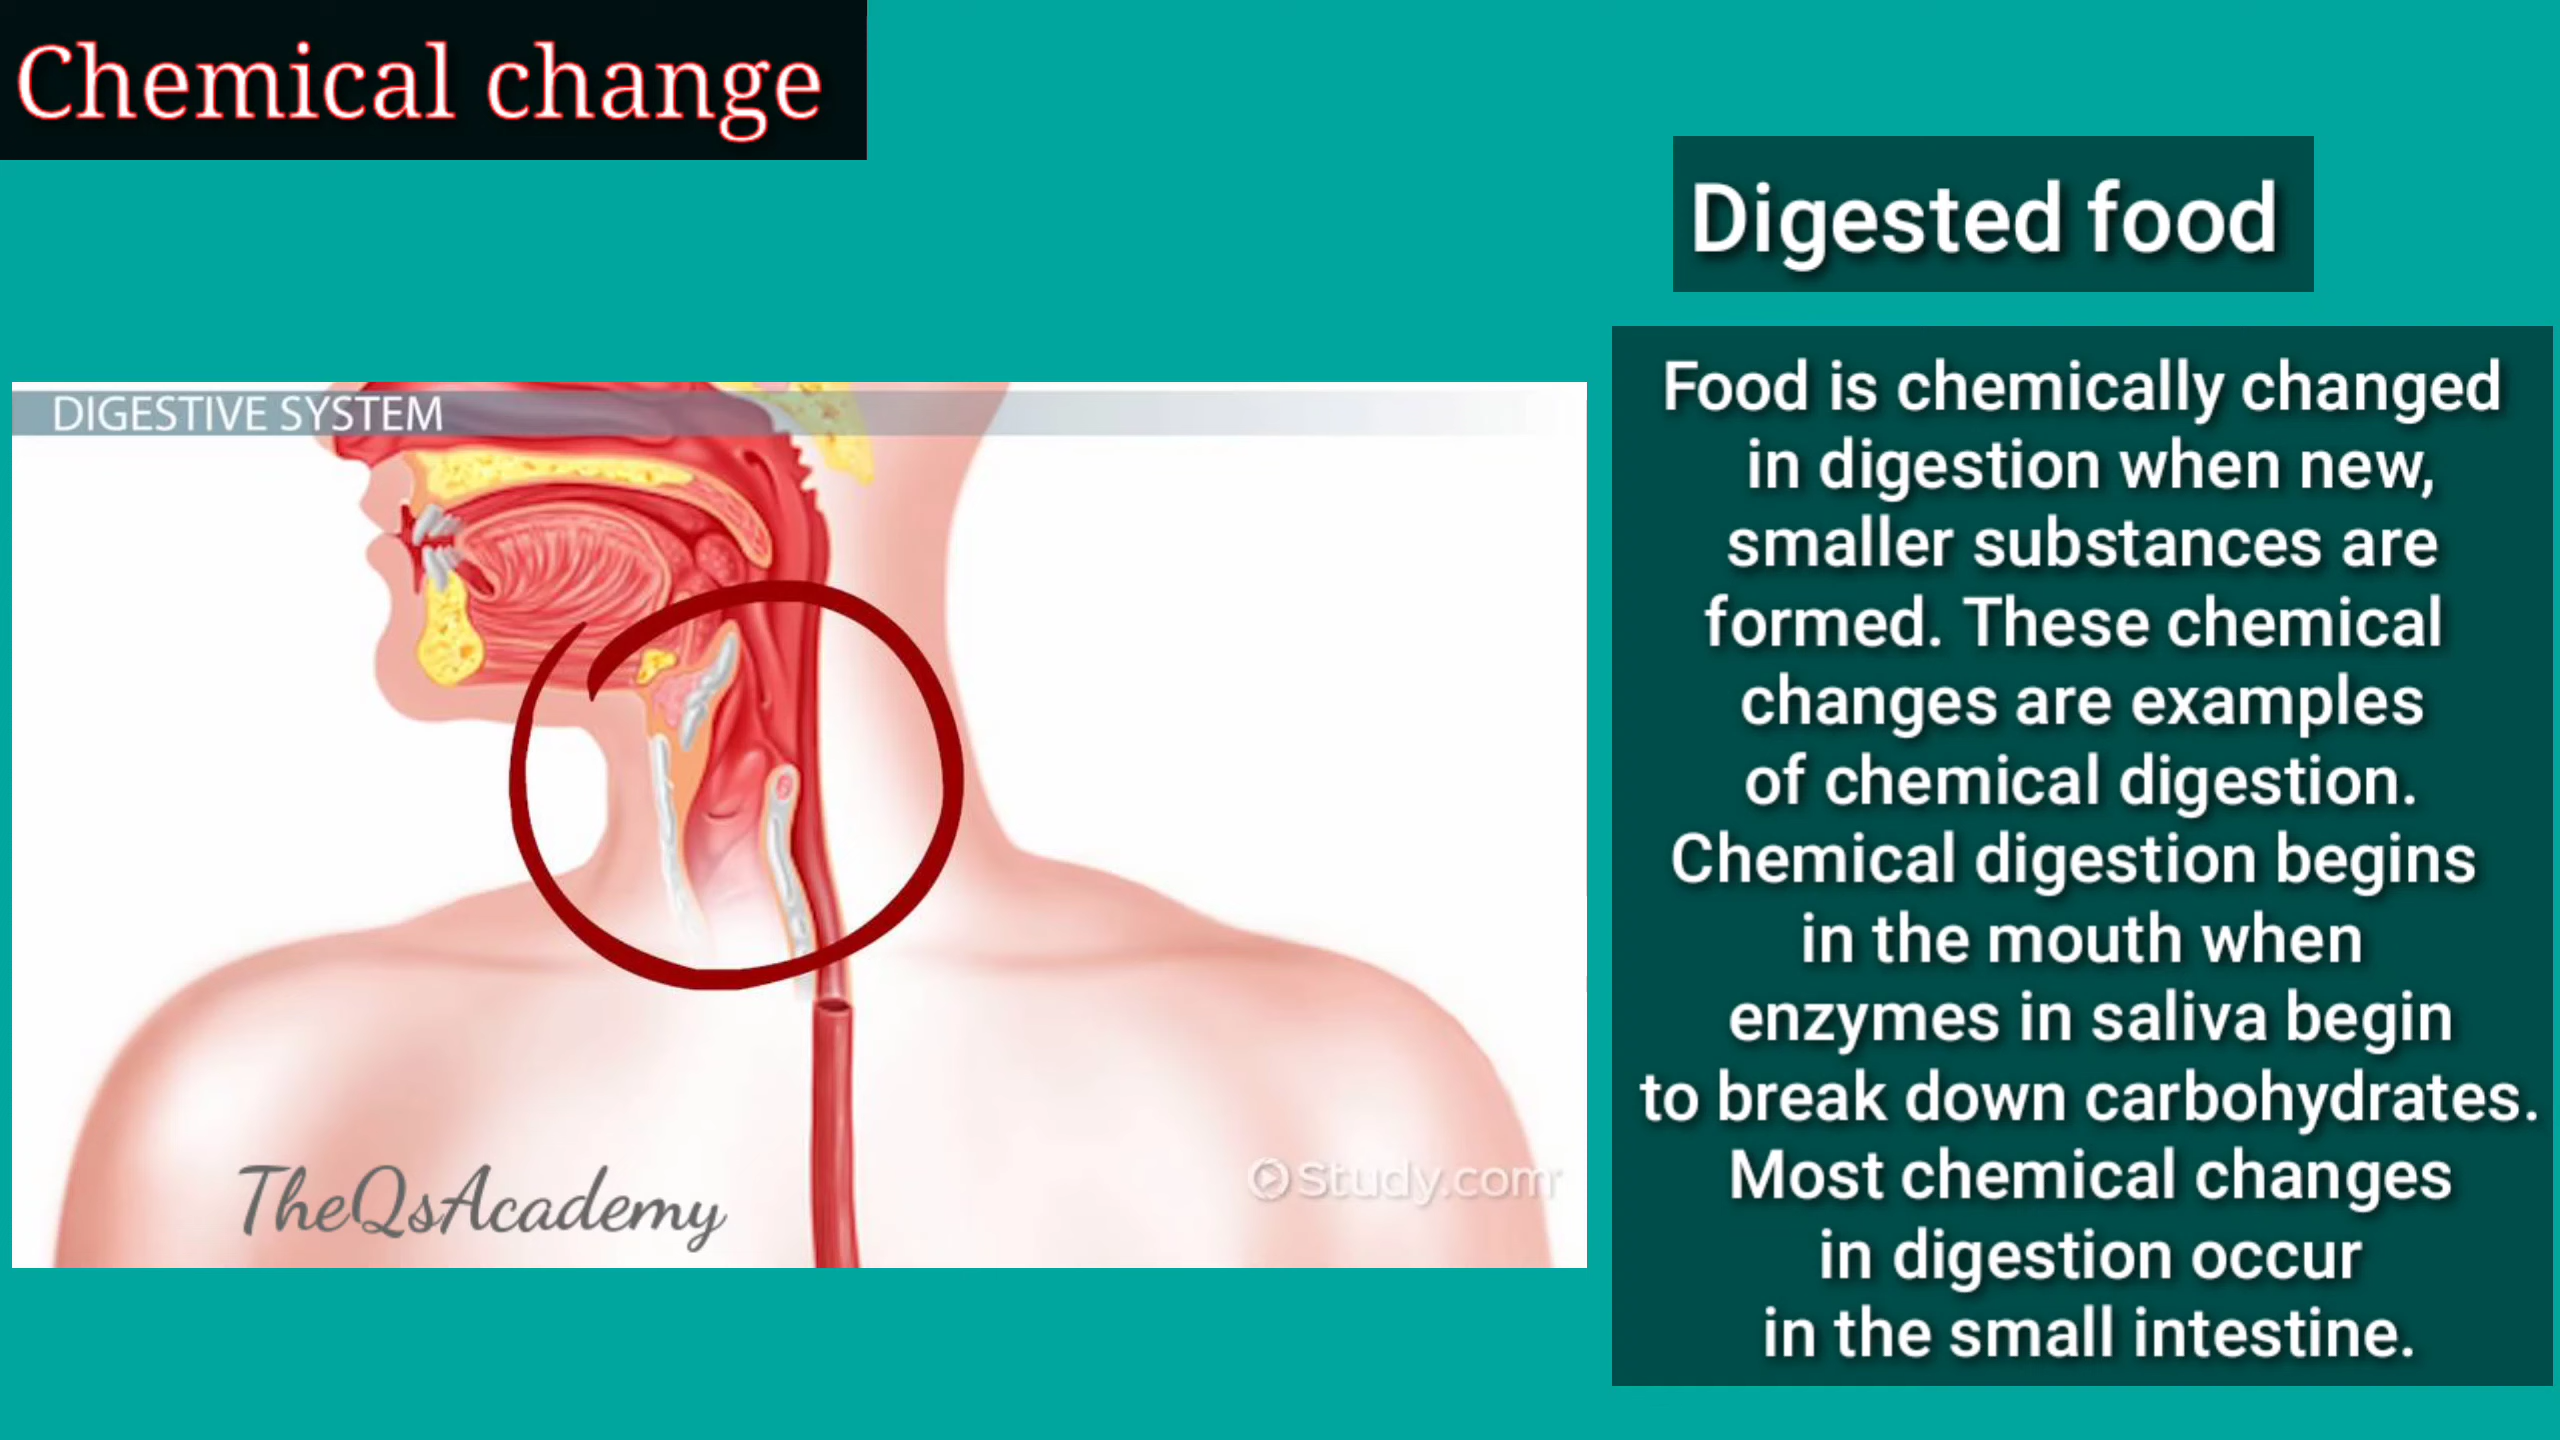 Chemical change
Digested food
DIGESTIVE SYSTEM
Food is chemically changed
in digestion when new,
smaller substances are
formed. These chemical
changes are examples
of chemical digestion.
Chemical digestion begins
in the mouth when
enzymes in saliva begin
to break down carbohydrates.
Most chemical changes
in digestion occur
in the small intestine.
TheQsAcademy
Study.com